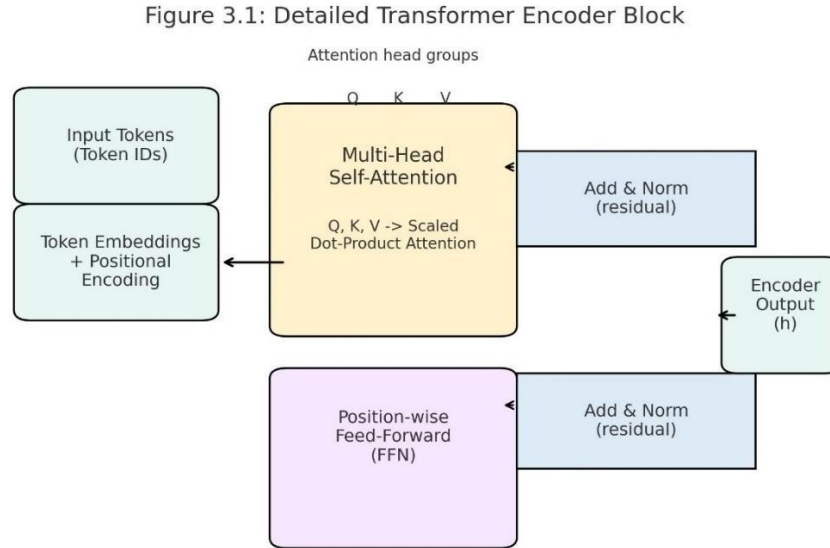 Figure 3.1: Detailed Transformer Encoder Block
Attention head groups
Q K V
Input Tokens
(Token IDs)
Token Embeddings
+ Positional
Encoding
Multi-Head
Self-Attention
Q, K, V -> Scaled
Dot-Product Attention
Add & Norm
(residual)
Encoder
Output
(h)
Position-wise
Feed-Forward
(FFN)
Add & Norm
(residual)